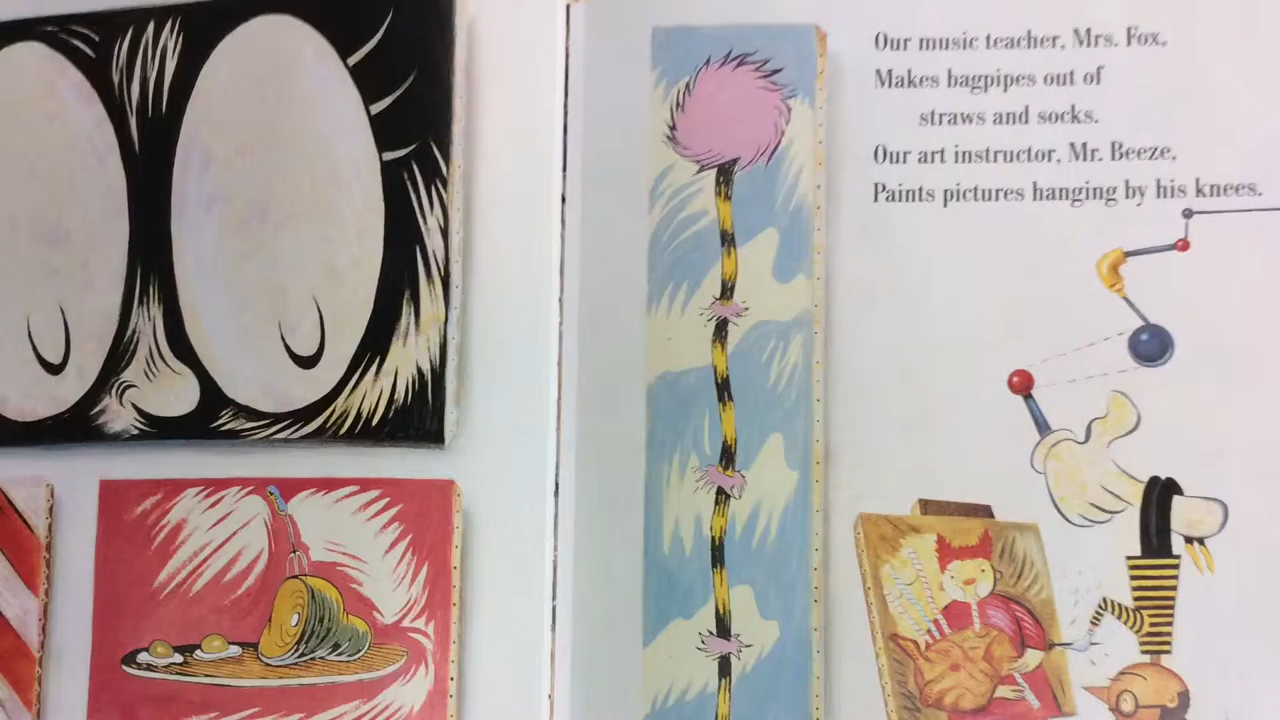 Our music teacher, Mrs. Fox,
Makes bagpipes out of
straws and socks.
Our art instructor, Mr. Beeze,
Paints pictures hanging by his knees.